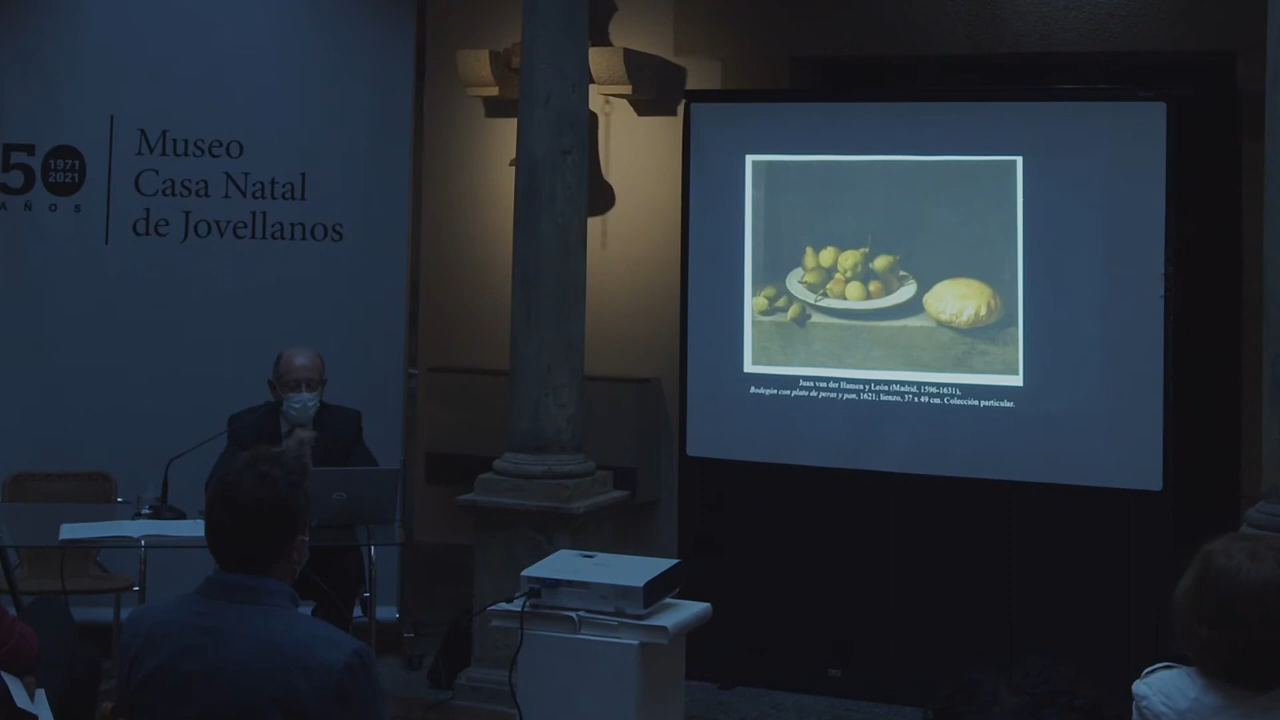 50
1971
2021
AÑOS
Museo
Casa Natal
de Jovellanos
Juan van der Hamen y León (Madrid, 1596-1631),
Bodegón con plato de peras y pan, 1621; lienzo, 37 x 49 cm. Colección particular.